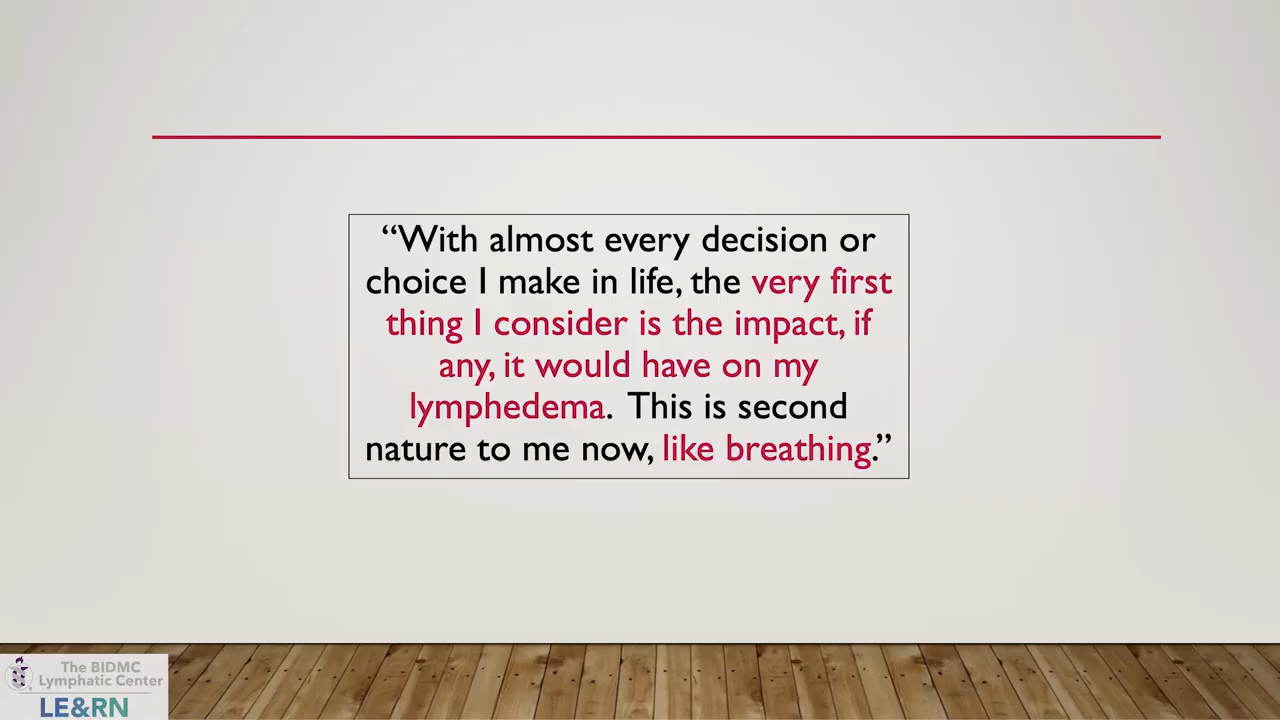 “With almost every decision or
choice I make in life, the very first
thing I consider is the impact, if
any, it would have on my
lymphedema.  This is second
nature to me now, like breathing.”
The BIDMC
Lymphatic Center
LE&RN